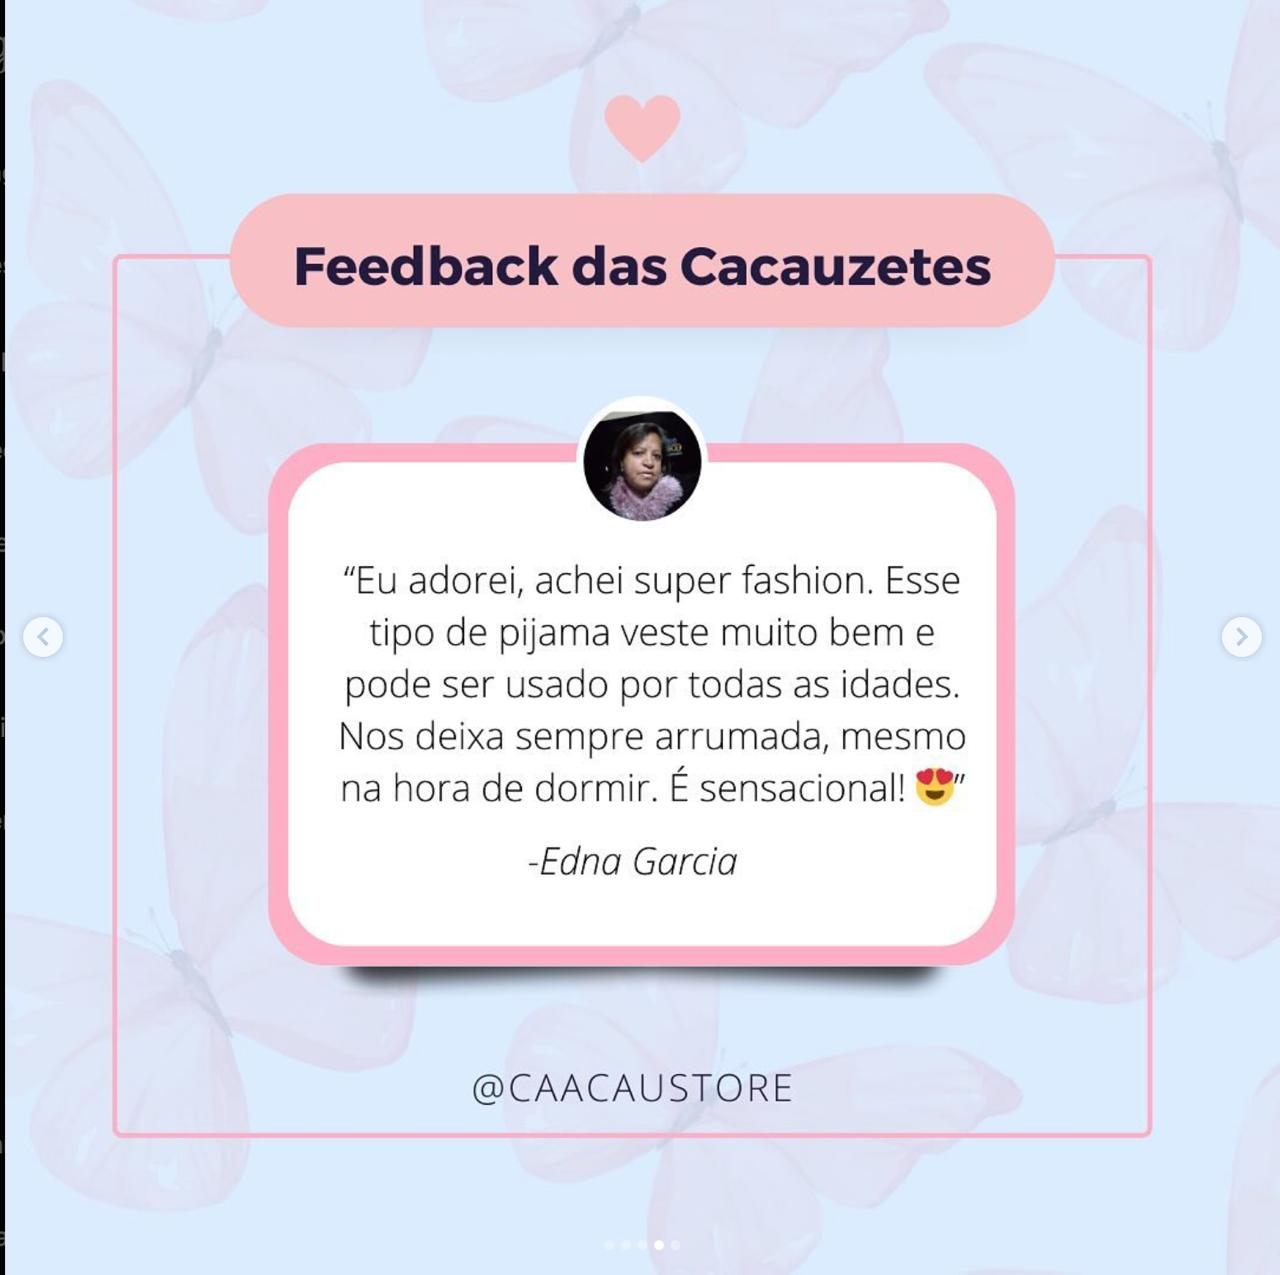 Feedback das Cacauzetes
“Eu adorei, achei super fashion. Esse
tipo de pijama veste muito bem e
pode ser usado por todas as idades.
Nos deixa sempre arrumada, mesmo
na hora de dormir. É sensacional! 😍”
-Edna Garcia
@CAACAUSTORE